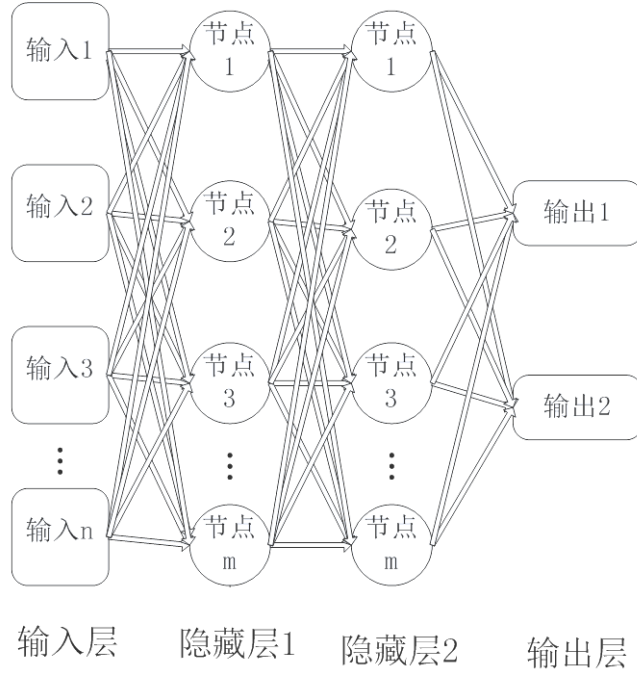 输入1
节点
1
节点
1
输入2
节点
2
节点
2
输出1
输入3
节点
3
节点
3
输出2
⋮
⋮
⋮
输入n
节点
m
节点
m
输入层
隐藏层1
隐藏层2
输出层